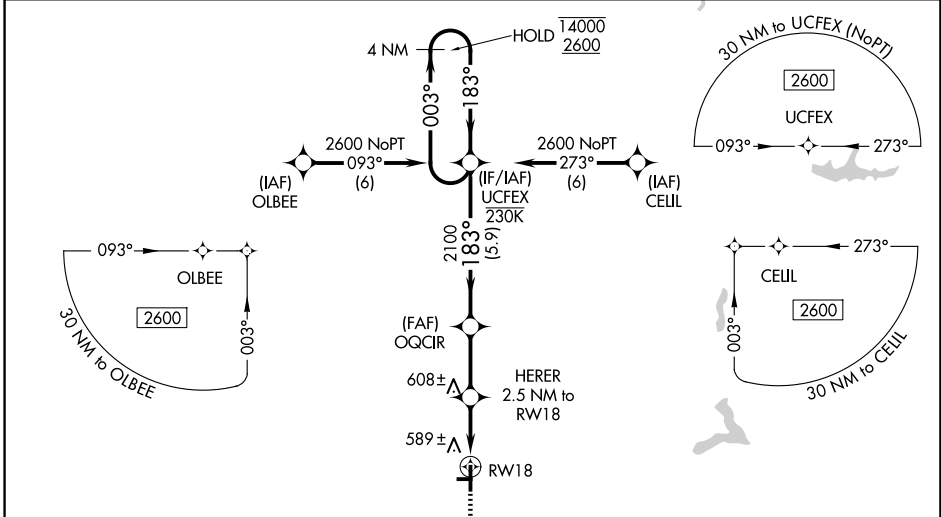 HOLD 14000
2600
4 NM
003°
183°
30 NM to UCFEX (NoPT)
2600
UCFEX
093°
273°
2600 NoPT
093°
(6)
2600 NoPT
273°
(6)
(IAF)
OLBEE
(IF/IAF)
UCFEX
230K
(IAF)
CELIL
2100
183°
(5.9)
093°
OLBEE
2600
003°
30 NM to OLBEE
273°
CELIL
2600
003°
30 NM to CELIL
(FAF)
OQCIR
608±
HERER
2.5 NM to
RW18
589±
RW18